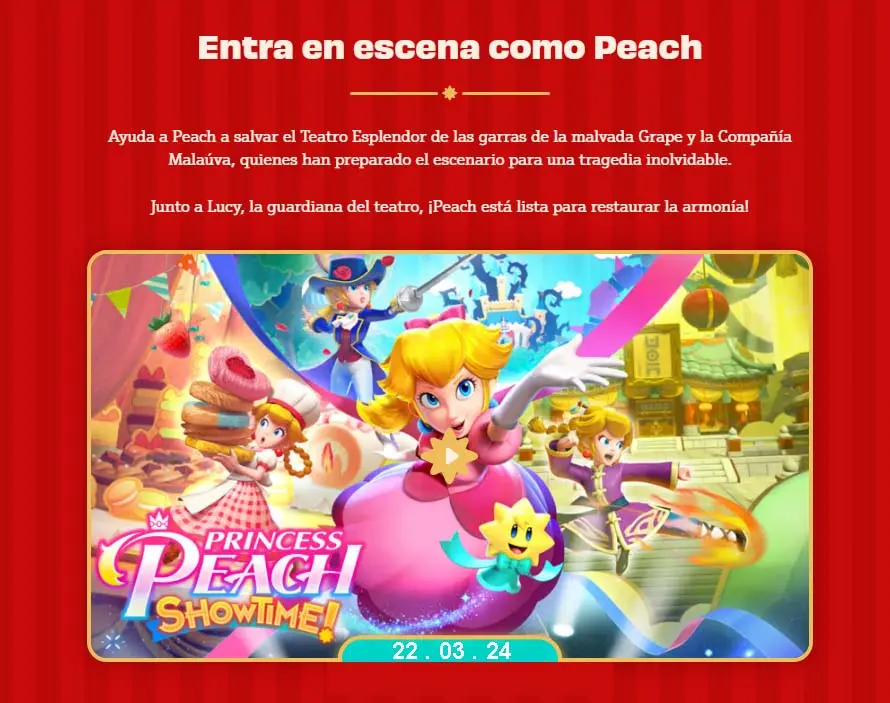 Entra en escena como Peach
Ayuda a Peach a salvar el Teatro Esplendor de las garras de la malvada Grape y la Compañía
Malaúva, quienes han preparado el escenario para una tragedia inolvidable.
Junto a Lucy, la guardiana del teatro, ¡Peach está lista para restaurar la armonía!
PRINCESS
PEACH
SHOWTIME!
22 . 03 . 24